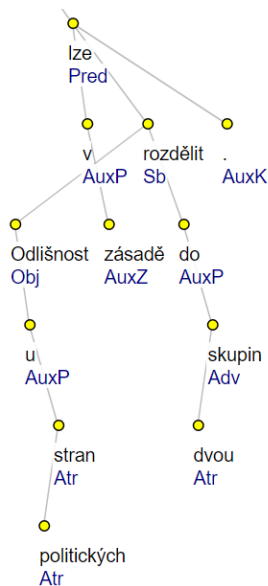 lze
Pred
v rozdělit .
AuxP Sb AuxK
Odlišnost zásadě do
Obj AuxZ AuxP
u skupin
AuxP Adv
stran dvou
Atr Atr
politických
Atr